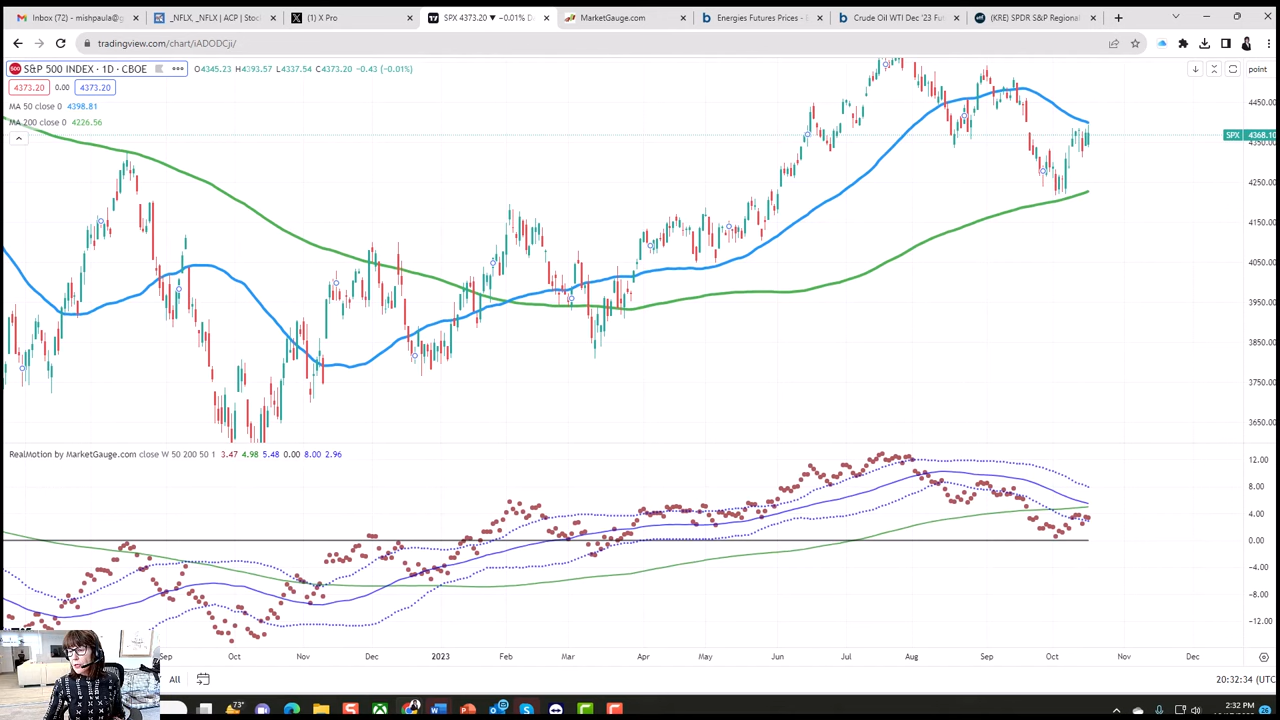 Inbox (72) - mishpaula@g
_NFLX, _NFLX | ACP | Stoc
(1) X Pro
SPX 4373.20 ▼ −0.01% D
MarketGauge.com
Energies Futures Prices - B
Crude Oil WTI Dec '23 Fut
(KRE) SPDR S&P Regional
tradingview.com/chart/iADODCji/
S&P 500 INDEX · 1D · CBOE
O4345.23 H4393.57 L4337.54 C4373.20 −0.43 (−0.01%)
4373.20 0.00 4373.20
MA 50 close 0 4398.81
MA 200 close 0 4226.56
point
4450.00
SPX 4368.10
4350.00
4250.00
4150.00
4050.00
3950.00
3850.00
3750.00
3650.00
RealMotion by MarketGauge.com close W 50 200 50 1 3.47 4.98 5.48 0.00 8.00 2.96
12.00
8.00
4.00
0.00
−4.00
−8.00
−12.00
Sep Oct Nov Dec 2023 Feb Mar Apr May Jun Jul Aug Sep Oct Nov Dec
All
20:32:34 (UTC
73°
2:32 PM
26